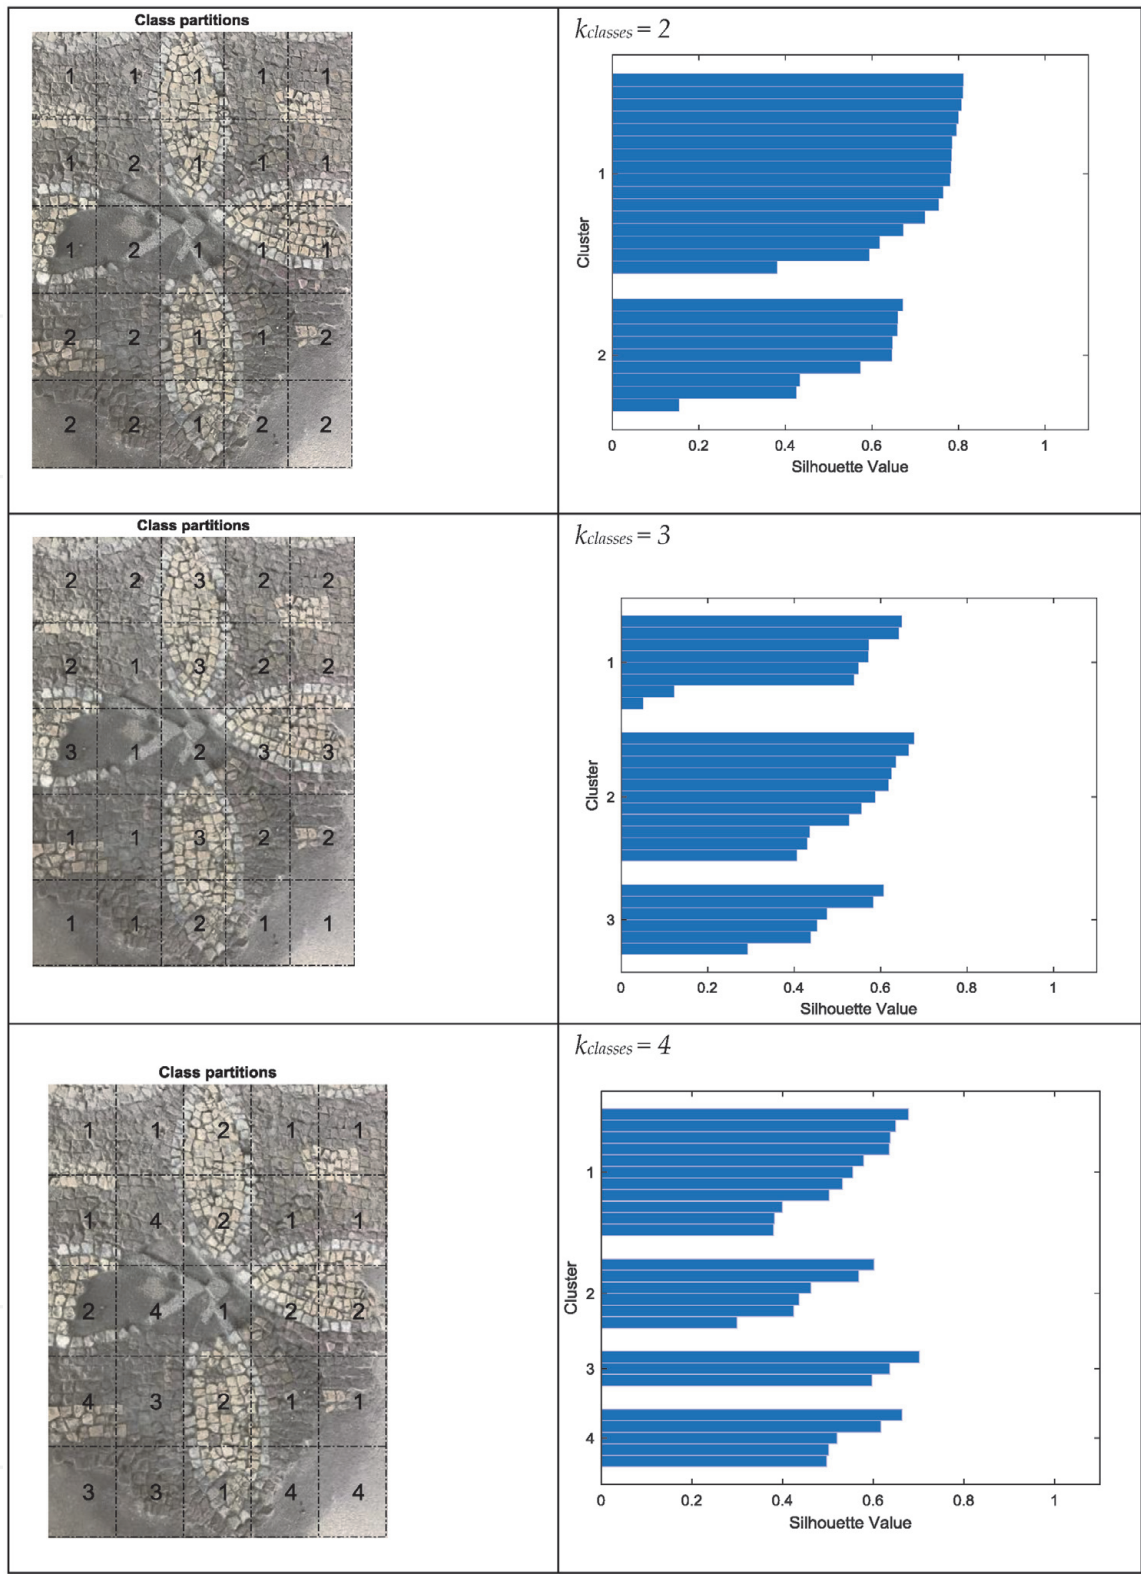 Class partitions
1 1 1 1 1
1 2 1 1 1
1 2 1 1 1
2 2 1 1 2
2 2 1 2 2
k_classes = 2
1
2
Cluster
0 0.2 0.4 0.6 0.8 1
Silhouette Value
Class partitions
2 2 3 2 2
2 1 3 2 2
3 1 2 3 3
1 1 3 2 2
1 1 2 1 1
k_classes = 3
1
2
3
Cluster
0 0.2 0.4 0.6 0.8 1
Silhouette Value
Class partitions
1 1 2 1 1
1 4 2 1 1
2 4 1 2 2
4 3 2 1 1
3 3 1 4 4
k_classes = 4
1
2
3
4
Cluster
0 0.2 0.4 0.6 0.8 1
Silhouette Value